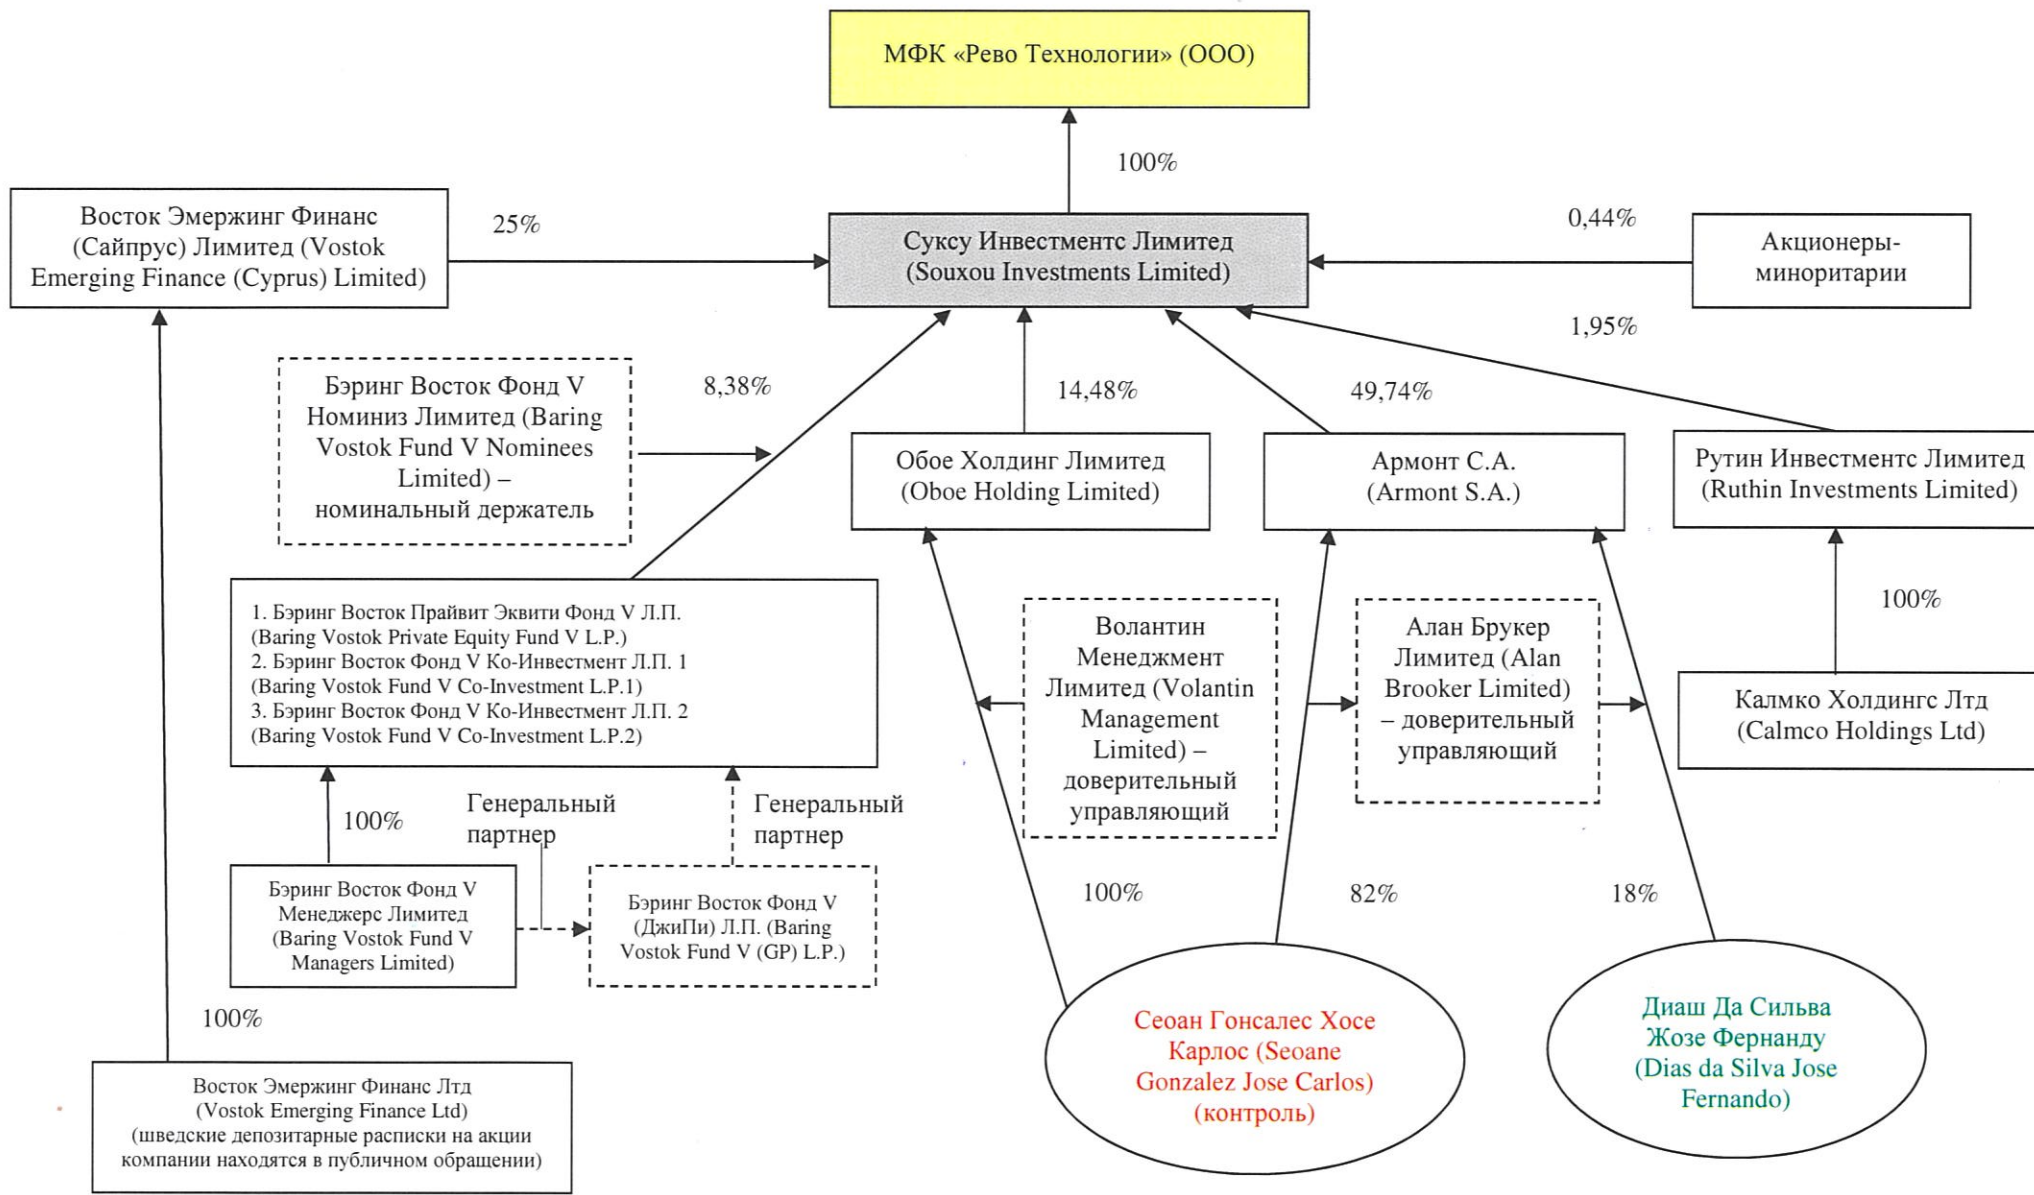 МФК «Рево Технологии» (ООО)
100%
Восток Эмержинг Финанс
(Сайпрус) Лимитед (Vostok
Emerging Finance (Cyprus) Limited)
25%
Суксу Инвестментс Лимитед
(Souxou Investments Limited)
0,44%
Акционеры-
миноритарии
1,95%
Бэринг Восток Фонд V
Номиниз Лимитед (Baring
Vostok Fund V Nominees
Limited) –
номинальный держатель
8,38%
14,48%
49,74%
Обое Холдинг Лимитед
(Oboe Holding Limited)
Армонт С.А.
(Armont S.A.)
Рутин Инвестментс Лимитед
(Ruthin Investments Limited)
1. Бэринг Восток Прайвит Эквити Фонд V Л.П.
(Baring Vostok Private Equity Fund V L.P.)
2. Бэринг Восток Фонд V Ко-Инвестмент Л.П. 1
(Baring Vostok Fund V Co-Investment L.P.1)
3. Бэринг Восток Фонд V Ко-Инвестмент Л.П. 2
(Baring Vostok Fund V Co-Investment L.P.2)
Волантин
Менеджмент
Лимитед (Volantin
Management
Limited) –
доверительный
управляющий
Алан Брукер
Лимитед (Alan
Brooker Limited)
– доверительный
управляющий
100%
Калмко Холдингс Лтд
(Calmco Holdings Ltd)
100%
Генеральный
партнер
Генеральный
партнер
Бэринг Восток Фонд V
Менеджерс Лимитед
(Baring Vostok Fund V
Managers Limited)
Бэринг Восток Фонд V
(ДжиПи) Л.П. (Baring
Vostok Fund V (GP) L.P.)
100%
82%
18%
100%
Сеоан Гонсалес Хосе
Карлос (Seoane
Gonzalez Jose Carlos)
(контроль)
Диаш Да Сильва
Жозе Фернанду
(Dias da Silva Jose
Fernando)
Восток Эмержинг Финанс Лтд
(Vostok Emerging Finance Ltd)
(шведские депозитарные расписки на акции
компании находятся в публичном обращении)